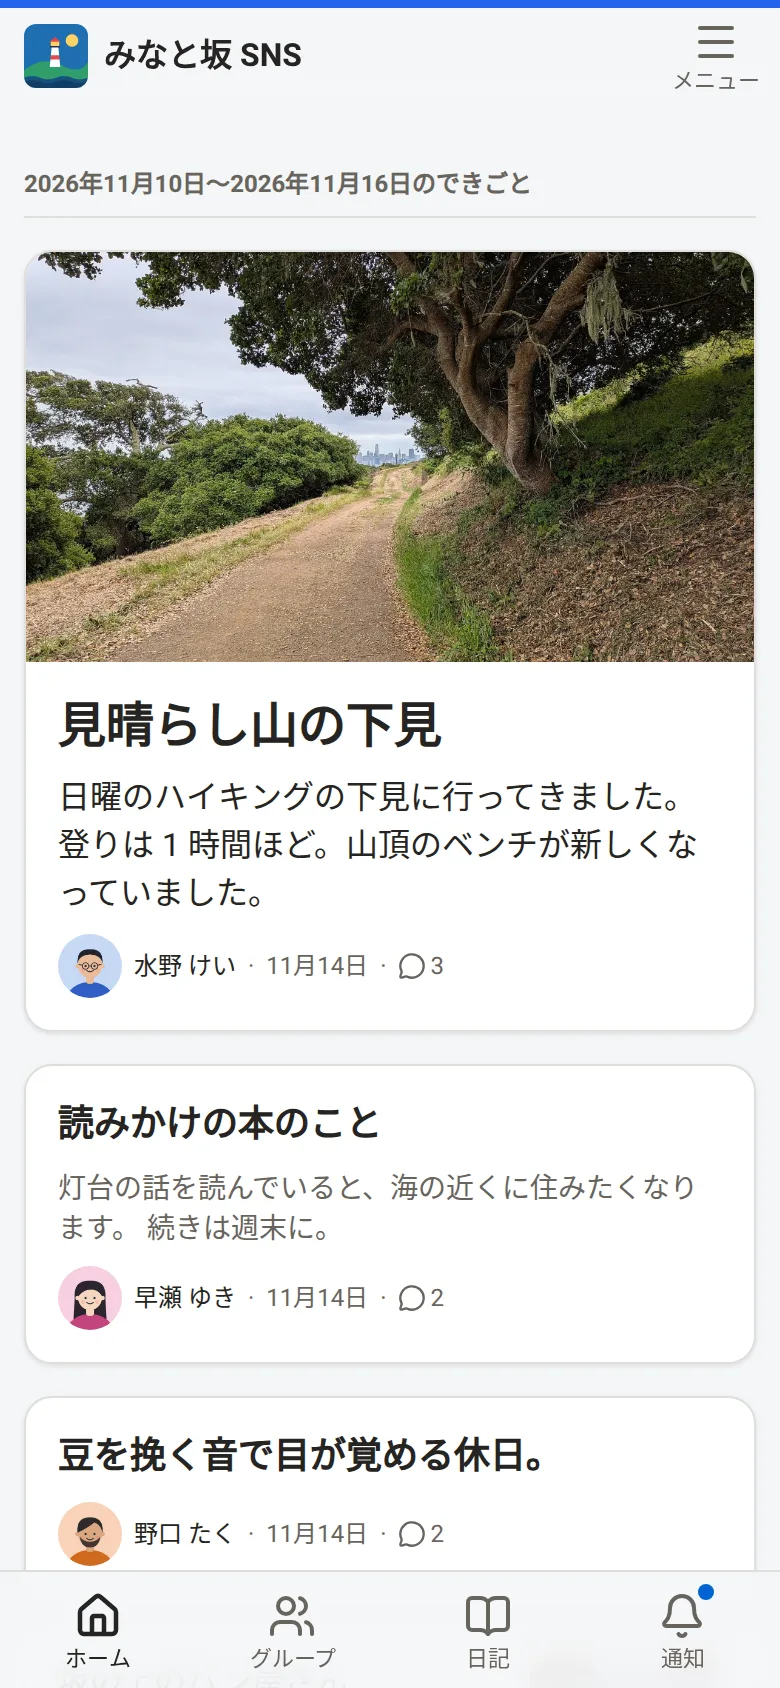 みなと坂 SNS
メニュー
2026年11月10日〜2026年11月16日のできごと
見晴らし山の下見
日曜のハイキングの下見に行ってきました。
登りは 1 時間ほど。山頂のベンチが新しくな
っていました。
水野 けい · 11月14日 · 3
読みかけの本のこと
灯台の話を読んでいると、海の近くに住みたくなり
ます。 続きは週末に。
早瀬 ゆき · 11月14日 · 2
豆を挽く音で目が覚める休日。
野口 たく · 11月14日 · 2
ホーム
グループ
日記
通知